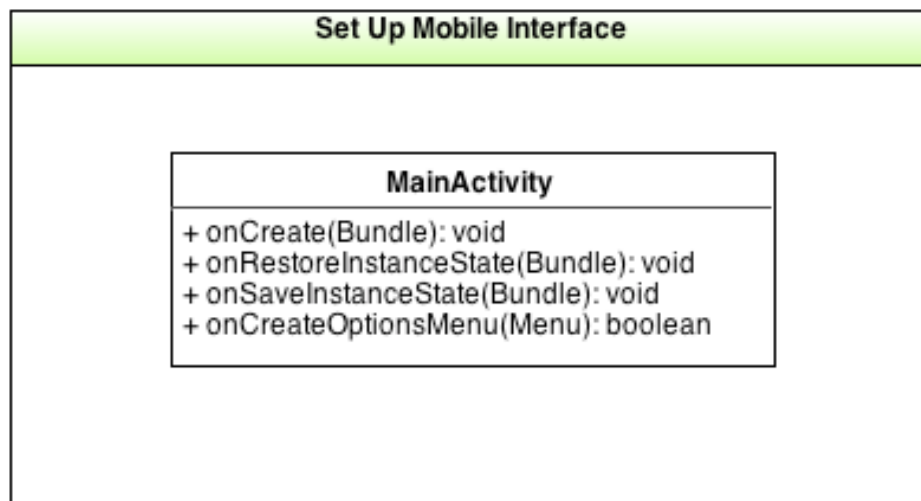 Set Up Mobile Interface
MainActivity
+ onCreate(Bundle): void
+ onRestoreInstanceState(Bundle): void
+ onSaveInstanceState(Bundle): void
+ onCreateOptionsMenu(Menu): boolean